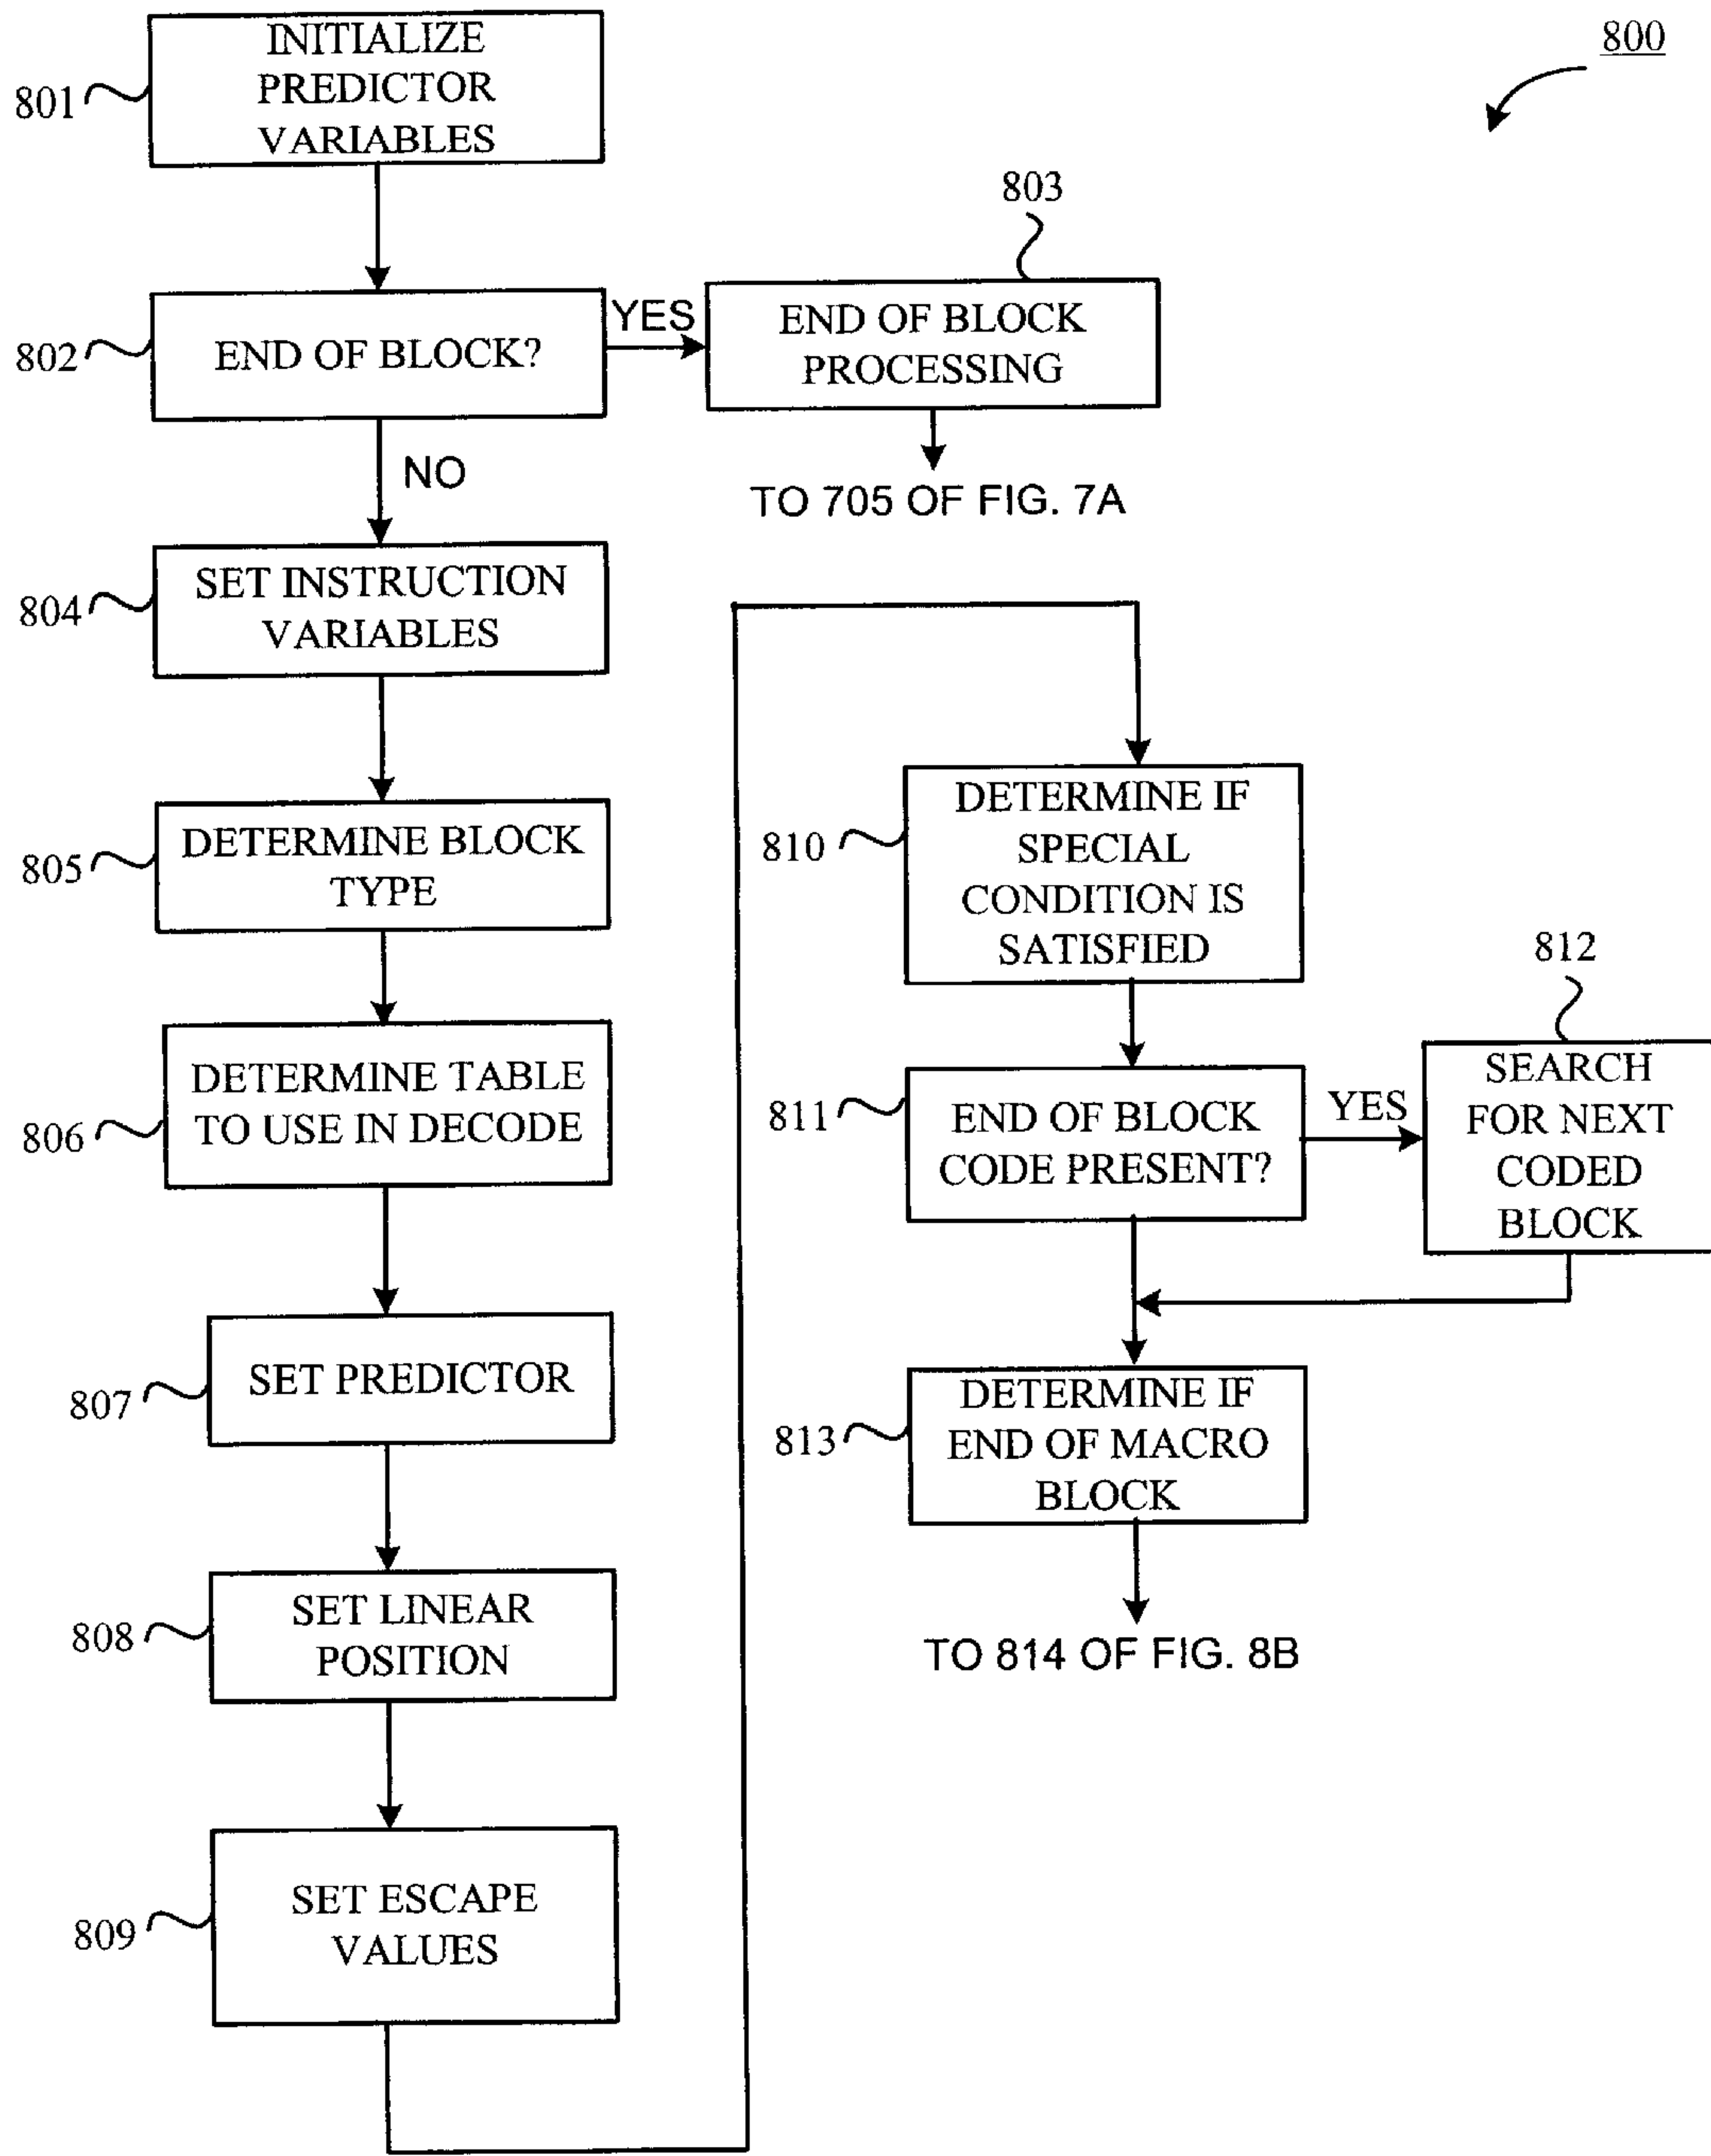 800
801
INITIALIZE
PREDICTOR
VARIABLES
802
END OF BLOCK?
YES
803
END OF BLOCK
PROCESSING
TO 705 OF FIG. 7A
NO
804
SET INSTRUCTION
VARIABLES
805
DETERMINE BLOCK
TYPE
806
DETERMINE TABLE
TO USE IN DECODE
807
SET PREDICTOR
808
SET LINEAR
POSITION
809
SET ESCAPE
VALUES
810
DETERMINE IF
SPECIAL
CONDITION IS
SATISFIED
811
END OF BLOCK
CODE PRESENT?
YES
812
SEARCH
FOR NEXT
CODED
BLOCK
813
DETERMINE IF
END OF MACRO
BLOCK
TO 814 OF FIG. 8B